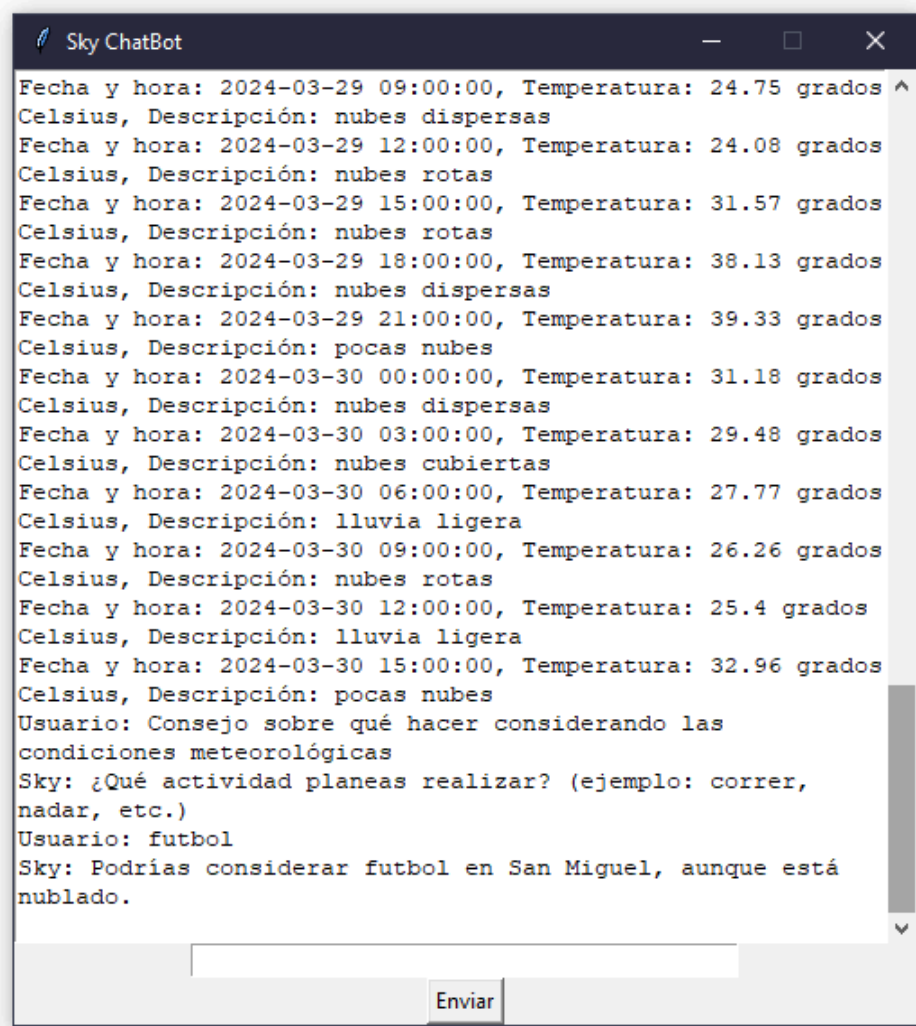 Sky ChatBot
Fecha y hora: 2024-03-29 09:00:00, Temperatura: 24.75 grados
Celsius, Descripción: nubes dispersas
Fecha y hora: 2024-03-29 12:00:00, Temperatura: 24.08 grados
Celsius, Descripción: nubes rotas
Fecha y hora: 2024-03-29 15:00:00, Temperatura: 31.57 grados
Celsius, Descripción: nubes rotas
Fecha y hora: 2024-03-29 18:00:00, Temperatura: 38.13 grados
Celsius, Descripción: nubes dispersas
Fecha y hora: 2024-03-29 21:00:00, Temperatura: 39.33 grados
Celsius, Descripción: pocas nubes
Fecha y hora: 2024-03-30 00:00:00, Temperatura: 31.18 grados
Celsius, Descripción: nubes dispersas
Fecha y hora: 2024-03-30 03:00:00, Temperatura: 29.48 grados
Celsius, Descripción: nubes cubiertas
Fecha y hora: 2024-03-30 06:00:00, Temperatura: 27.77 grados
Celsius, Descripción: lluvia ligera
Fecha y hora: 2024-03-30 09:00:00, Temperatura: 26.26 grados
Celsius, Descripción: nubes rotas
Fecha y hora: 2024-03-30 12:00:00, Temperatura: 25.4 grados
Celsius, Descripción: lluvia ligera
Fecha y hora: 2024-03-30 15:00:00, Temperatura: 32.96 grados
Celsius, Descripción: pocas nubes
Usuario: Consejo sobre qué hacer considerando las
condiciones meteorológicas
Sky: ¿Qué actividad planeas realizar? (ejemplo: correr,
nadar, etc.)
Usuario: futbol
Sky: Podrías considerar futbol en San Miguel, aunque está
nublado.
Enviar